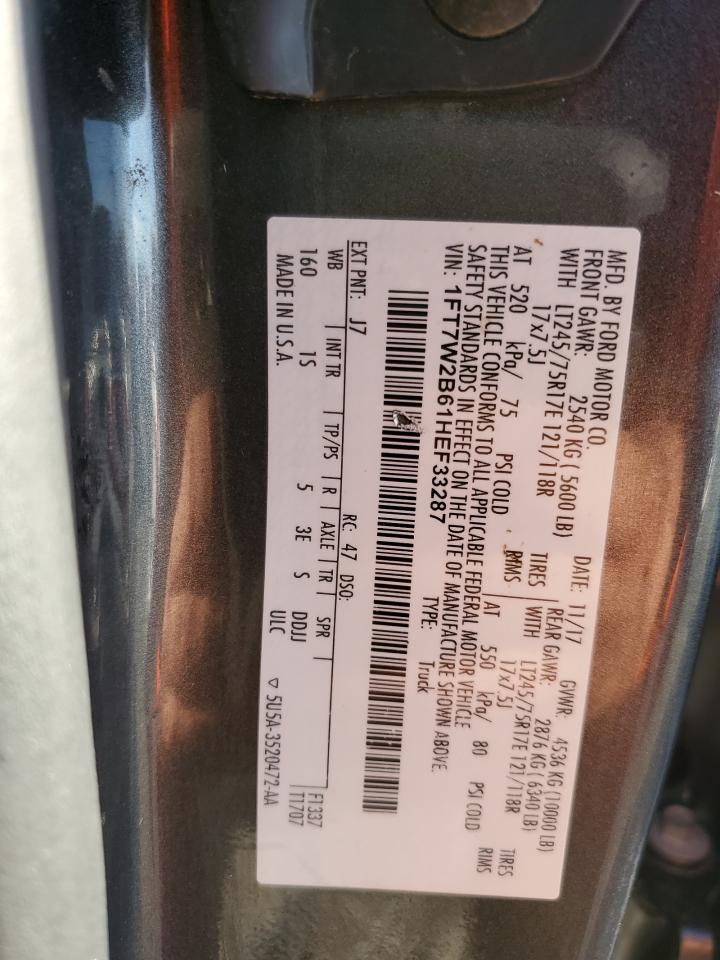 MFD. BY FORD MOTOR CO.
DATE: 11/17 GVWR: 4536 KG (10000 LB)
FRONT GAWR: 2540 KG ( 5600 LB) REAR GAWR: 2876 KG ( 6340 LB)
WITH LT245/75R17E 121/118R TIRES WITH LT245/75R17E 121/118R TIRES
17x7.5J RIMS 17x7.5J RIMS
AT 520 kPa/ 75 PSI COLD AT 550 kPa/ 80 PSI COLD
THIS VEHICLE CONFORMS TO ALL APPLICABLE FEDERAL MOTOR VEHICLE
SAFETY STANDARDS IN EFFECT ON THE DATE OF MANUFACTURE SHOWN ABOVE.
VIN: 1FT7W2B61HEF33287 TYPE: Truck
EXT PNT: J7 RC: 47 DSO:
WB INT TR TP/PS R AXLE TR SPR F1337
160 1S 5 3E S DDJJ T1707
MADE IN U.S.A. ULC ▽ 5U5A-3520472-AA